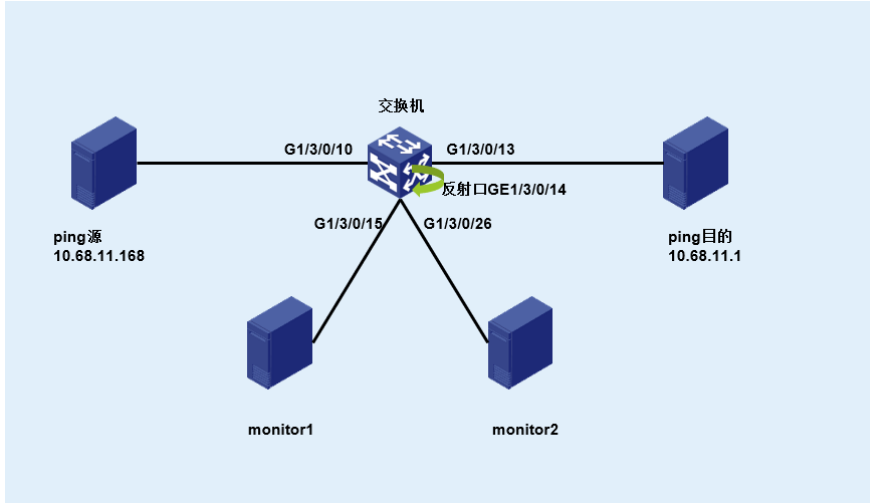 交换机
G1/3/0/10
G1/3/0/13
反射口GE1/3/0/14
G1/3/0/15
G1/3/0/26
ping源
10.68.11.168
ping目的
10.68.11.1
monitor1
monitor2